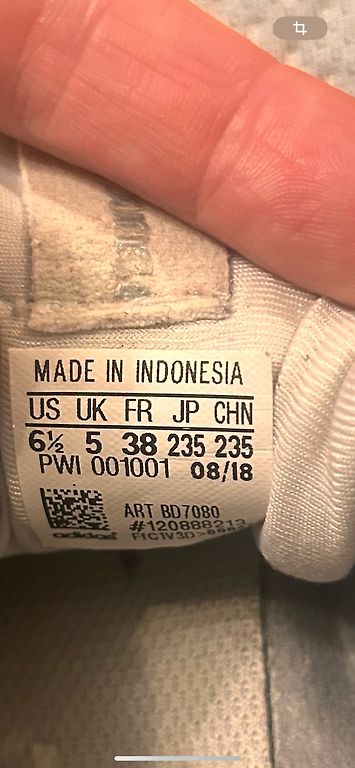 MADE IN INDONESIA
US UK FR JP CHN
6½ 5 38 235 235
PWI 001001 08/18
ART BD7080
#120888213
adidas